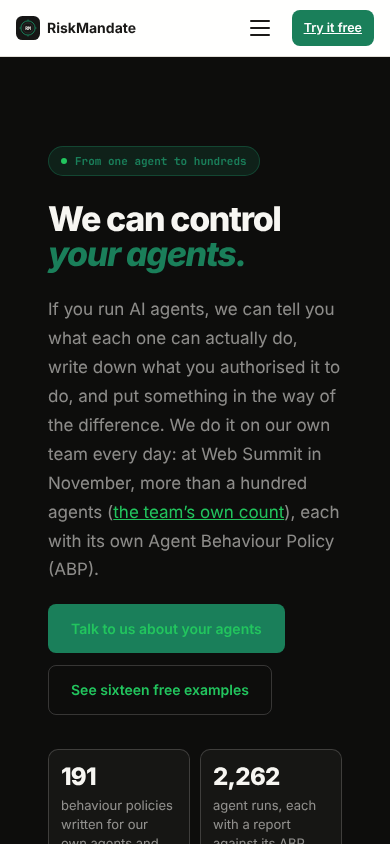 RiskMandate
Try it free
From one agent to hundreds
We can control
your agents.
If you run AI agents, we can tell you
what each one can actually do,
write down what you authorised it to
do, and put something in the way of
the difference. We do it on our own
team every day: at Web Summit in
November, more than a hundred
agents (the team's own count), each
with its own Agent Behaviour Policy
(ABP).
Talk to us about your agents
See sixteen free examples
191
behaviour policies
written for our
own agents and
2,262
agent runs, each
with a report
against its ABP